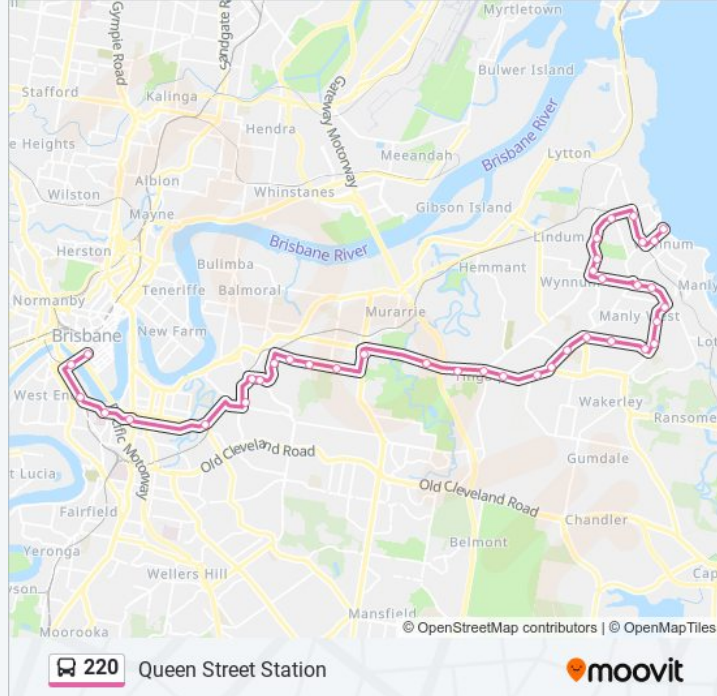 Myrtletown
Gympie Road
Sandgate R
Stafford
Kalinga
Bulwer Island
Gateway Motorway
Hendra
e Heights
Meeandah
Brisbane River
Lytton
Albion
Wilston
Whinstanes
Mayne
Gibson Island
Herston
Brisbane River
Lindum
inum
Bulimba
Hemmant
Normanby
Teneriffe
Balmoral
Wynnu
Manly
Murarrie
Manly West
Brisbane
New Farm
Lot
West En
Wakerley
Ransome
Pacific Motorway
Old Cleveland Road
t Lucia
Gumdale
Old Cleveland Road
Fairfield
Chandler
Belmont
Yeronga
Wellers Hill
Cap
yson
Mansfield
Moorooka
© OpenStreetMap contributors | © OpenMapTiles
220 Queen Street Station
moovit